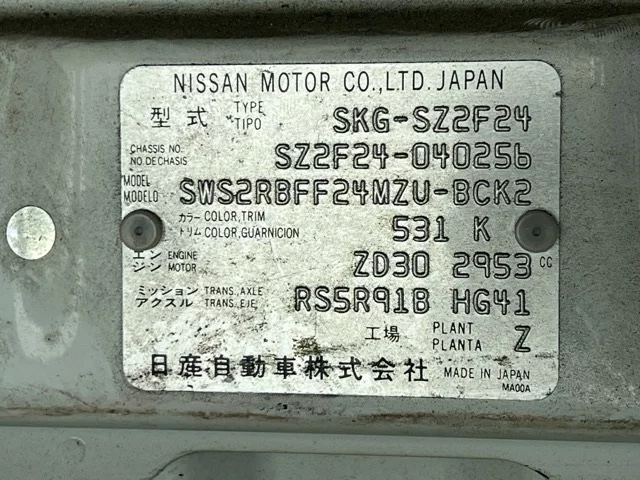 NISSAN MOTOR CO.,LTD. JAPAN
型式 TYPE TIPO SKG-SZ2F24
CHASSIS NO. NO DE CHASIS SZ2F24-040256
MODEL MODELO SWS2RBFF24MZU-BCK2
カラー COLOR,TRIM
トリム COLOR,GUARNICION 531 K
エンジン ENGINE MOTOR ZD30 2953 CC
ミッション TRANS.,AXLE
アクスル TRANS.,EJE RS5R91B HG41
工場 PLANT PLANTA Z
日産自動車株式会社 MADE IN JAPAN
MA00A